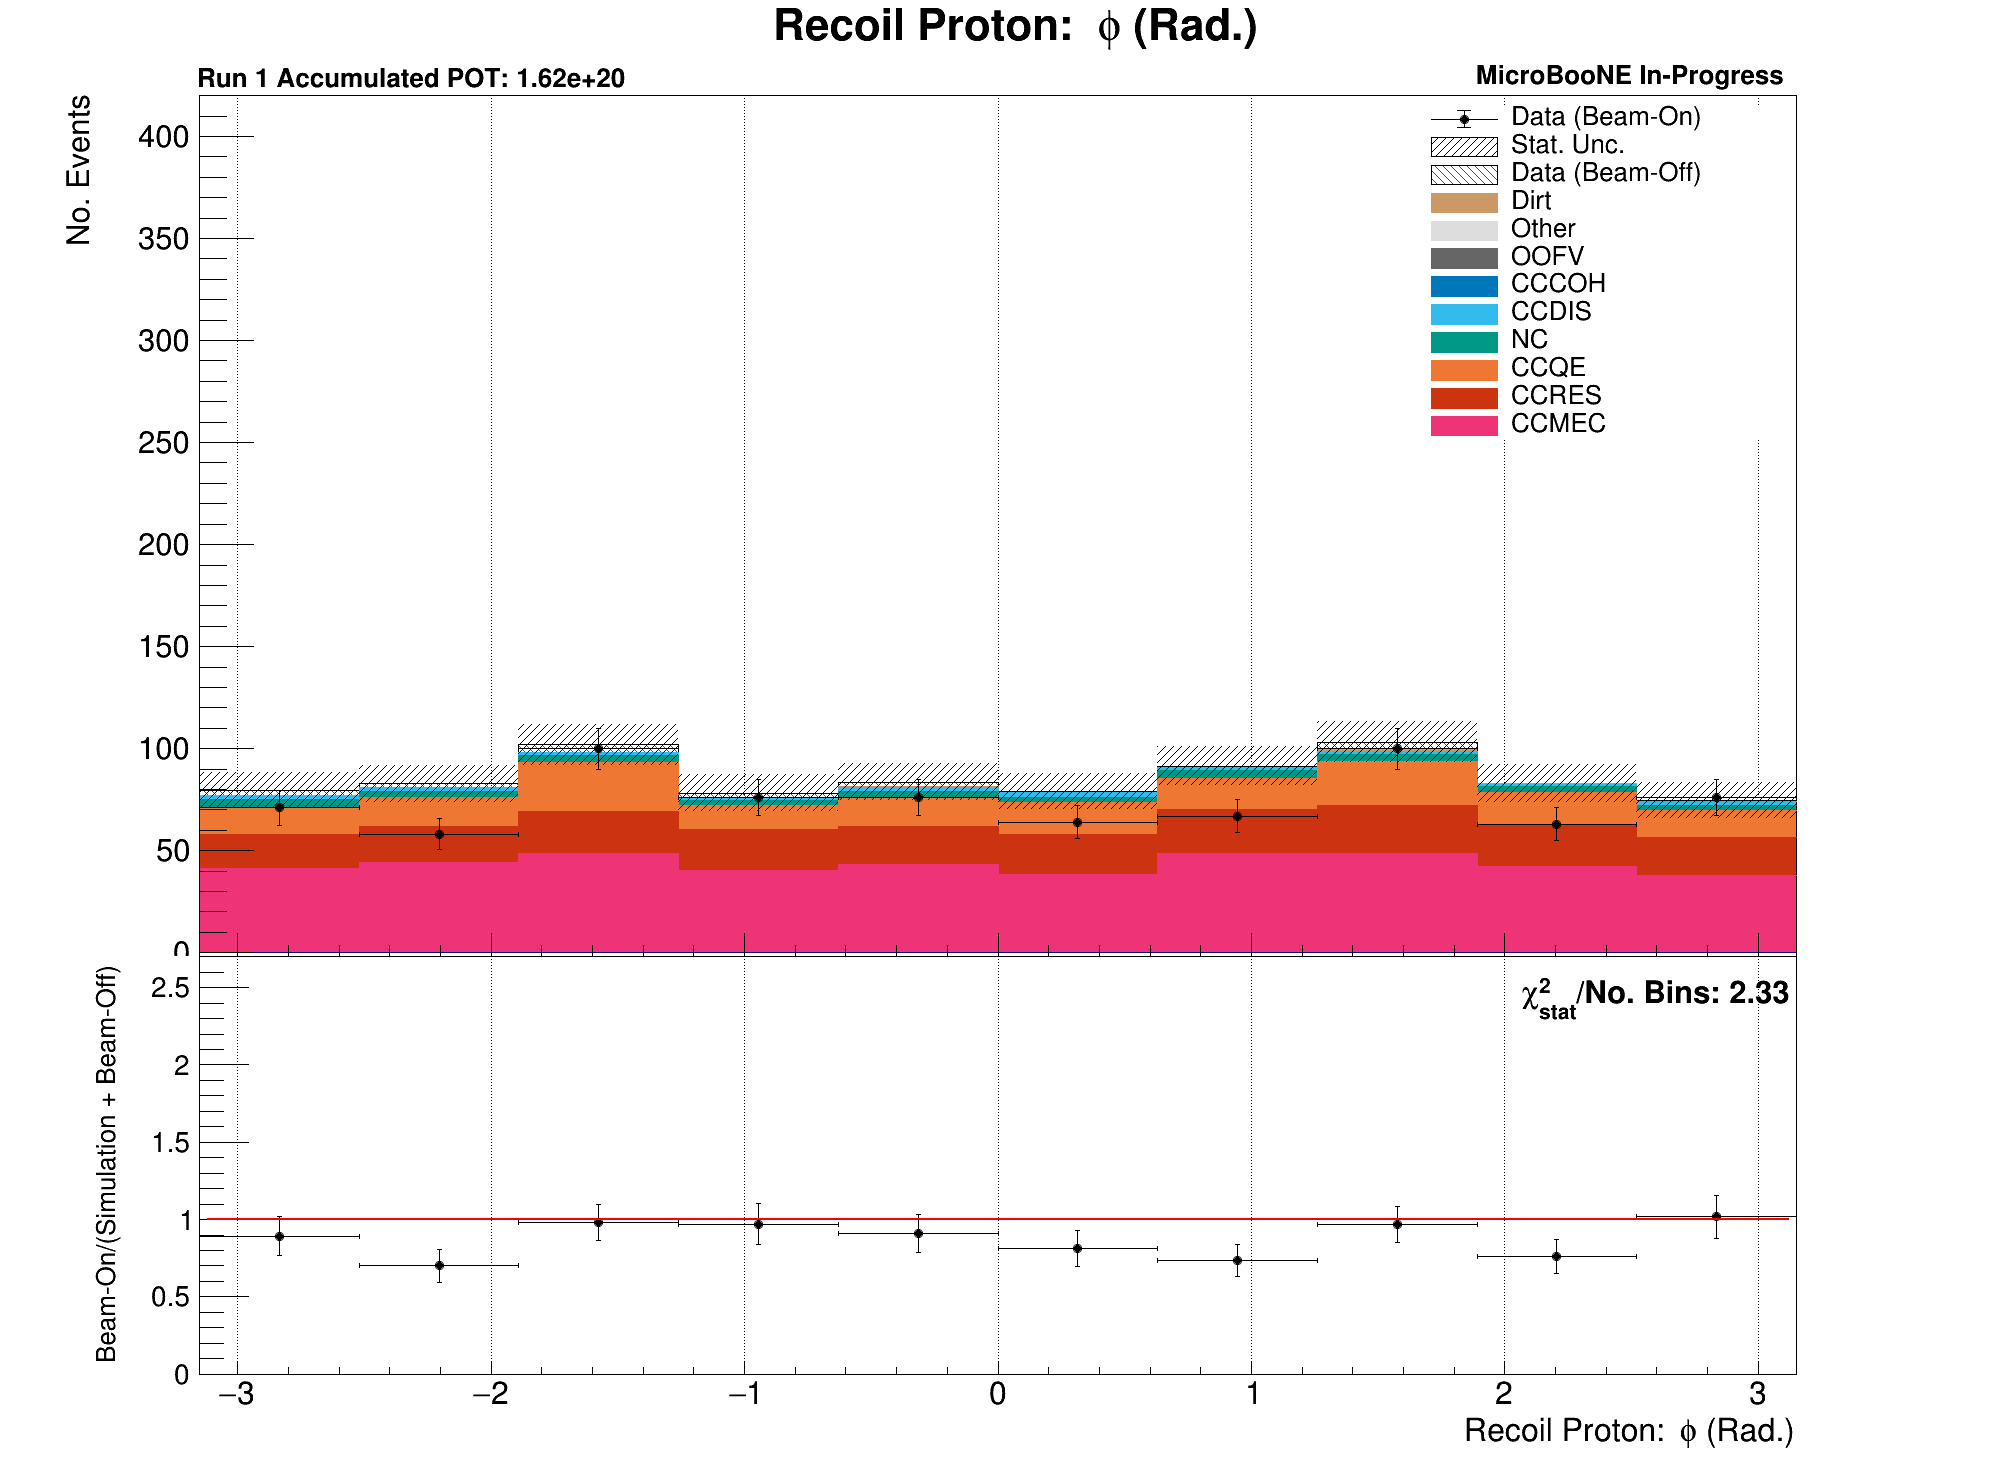 Recoil Proton: ϕ (Rad.)
Run 1 Accumulated POT: 1.62e+20
MicroBooNE In-Progress
No. Events
400
350
300
250
200
150
100
50
0
Data (Beam-On)
Stat. Unc.
Data (Beam-Off)
Dirt
Other
OOFV
CCCOH
CCDIS
NC
CCQE
CCRES
CCMEC
Beam-On/(Simulation + Beam-Off)
2.5
2
1.5
1
0.5
0
χ²stat/No. Bins: 2.33
−3 −2 −1 0 1 2 3
Recoil Proton: ϕ (Rad.)